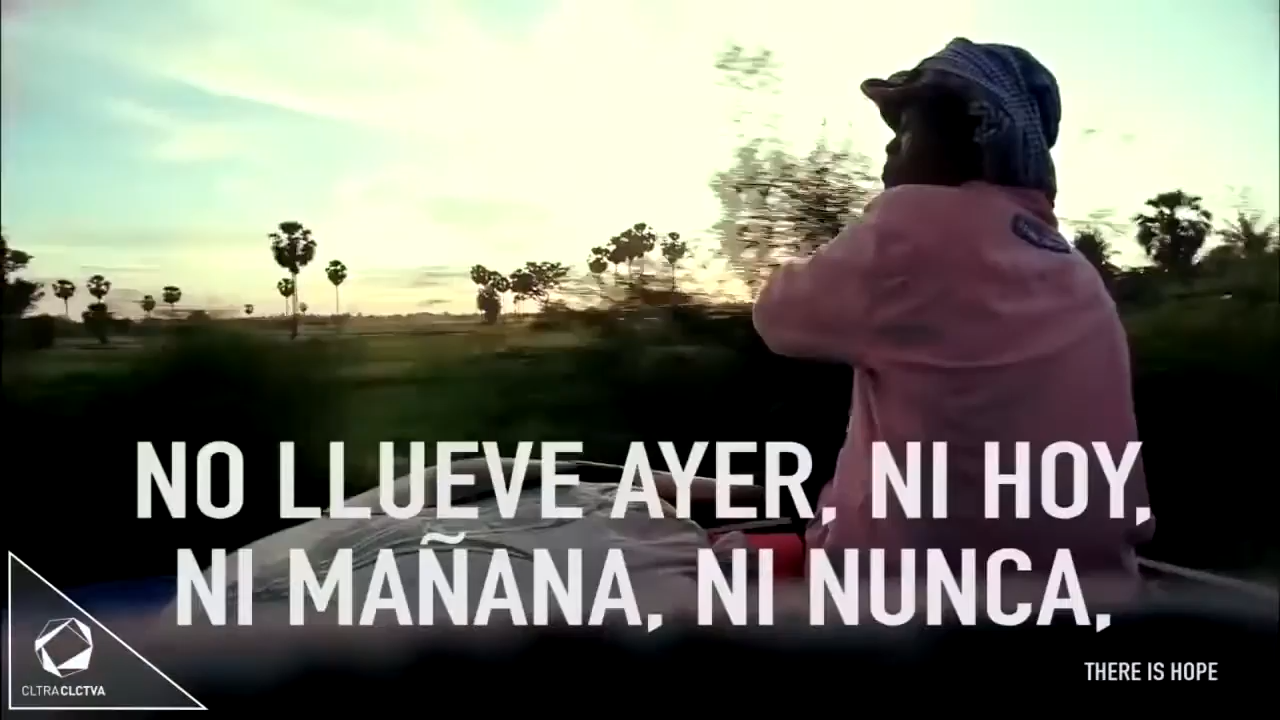 NO LLUEVE AYER, NI HOY,
NI MAÑANA, NI NUNCA,
THERE IS HOPE
CLTRACLCTVA